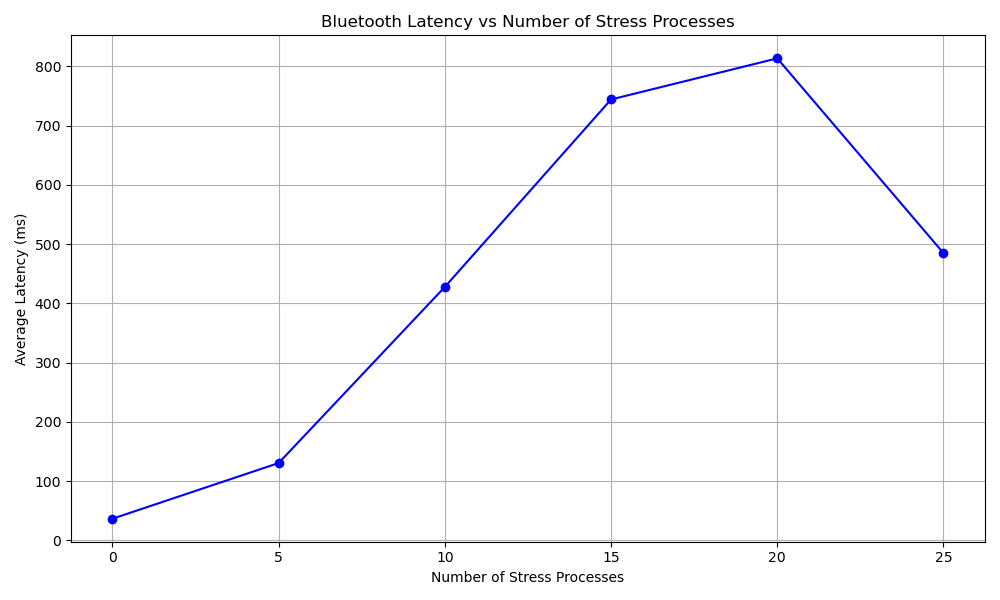 Bluetooth Latency vs Number of Stress Processes
800
700
600
500
400
300
200
100
0
Average Latency (ms)
0 5 10 15 20 25
Number of Stress Processes